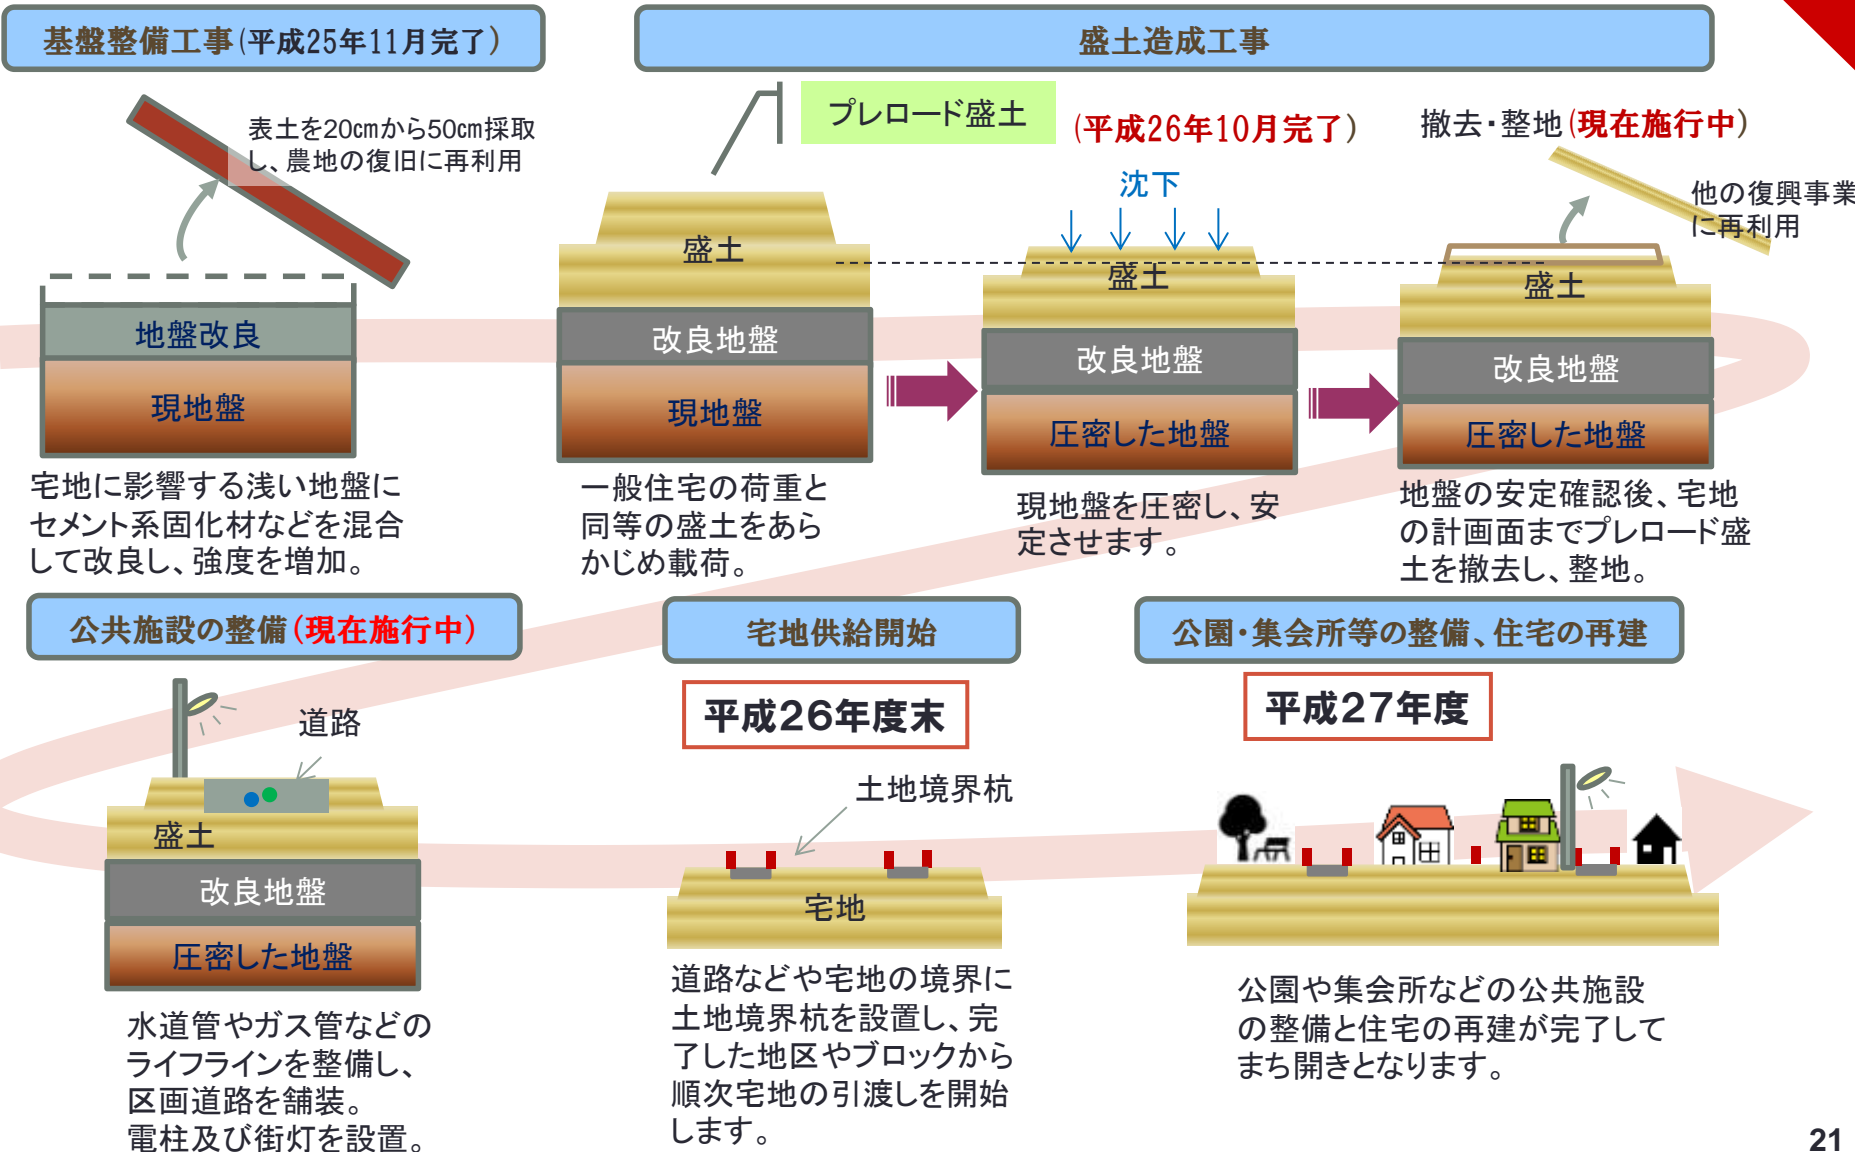 基盤整備工事(平成25年11月完了)
盛土造成工事
表土を20㎝から50㎝採取
し、農地の復旧に再利用
地盤改良
現地盤
宅地に影響する浅い地盤に
セメント系固化材などを混合
して改良し、強度を増加。
プレロード盛土
(平成26年10月完了)
盛土
改良地盤
現地盤
一般住宅の荷重と
同等の盛土をあら
かじめ載荷。
沈下
盛土
改良地盤
圧密した地盤
現地盤を圧密し、安
定させます。
撤去・整地(現在施行中)
他の復興事業
に再利用
盛土
改良地盤
圧密した地盤
地盤の安定確認後、宅地
の計画面までプレロード盛
土を撤去し、整地。
公共施設の整備(現在施行中)
道路
盛土
改良地盤
圧密した地盤
水道管やガス管などの
ライフラインを整備し、
区画道路を舗装。
電柱及び街灯を設置。
宅地供給開始
平成26年度末
土地境界杭
宅地
道路などや宅地の境界に
土地境界杭を設置し、完
了した地区やブロックから
順次宅地の引渡しを開始
します。
公園・集会所等の整備、住宅の再建
平成27年度
公園や集会所などの公共施設
の整備と住宅の再建が完了して
まち開きとなります。
21